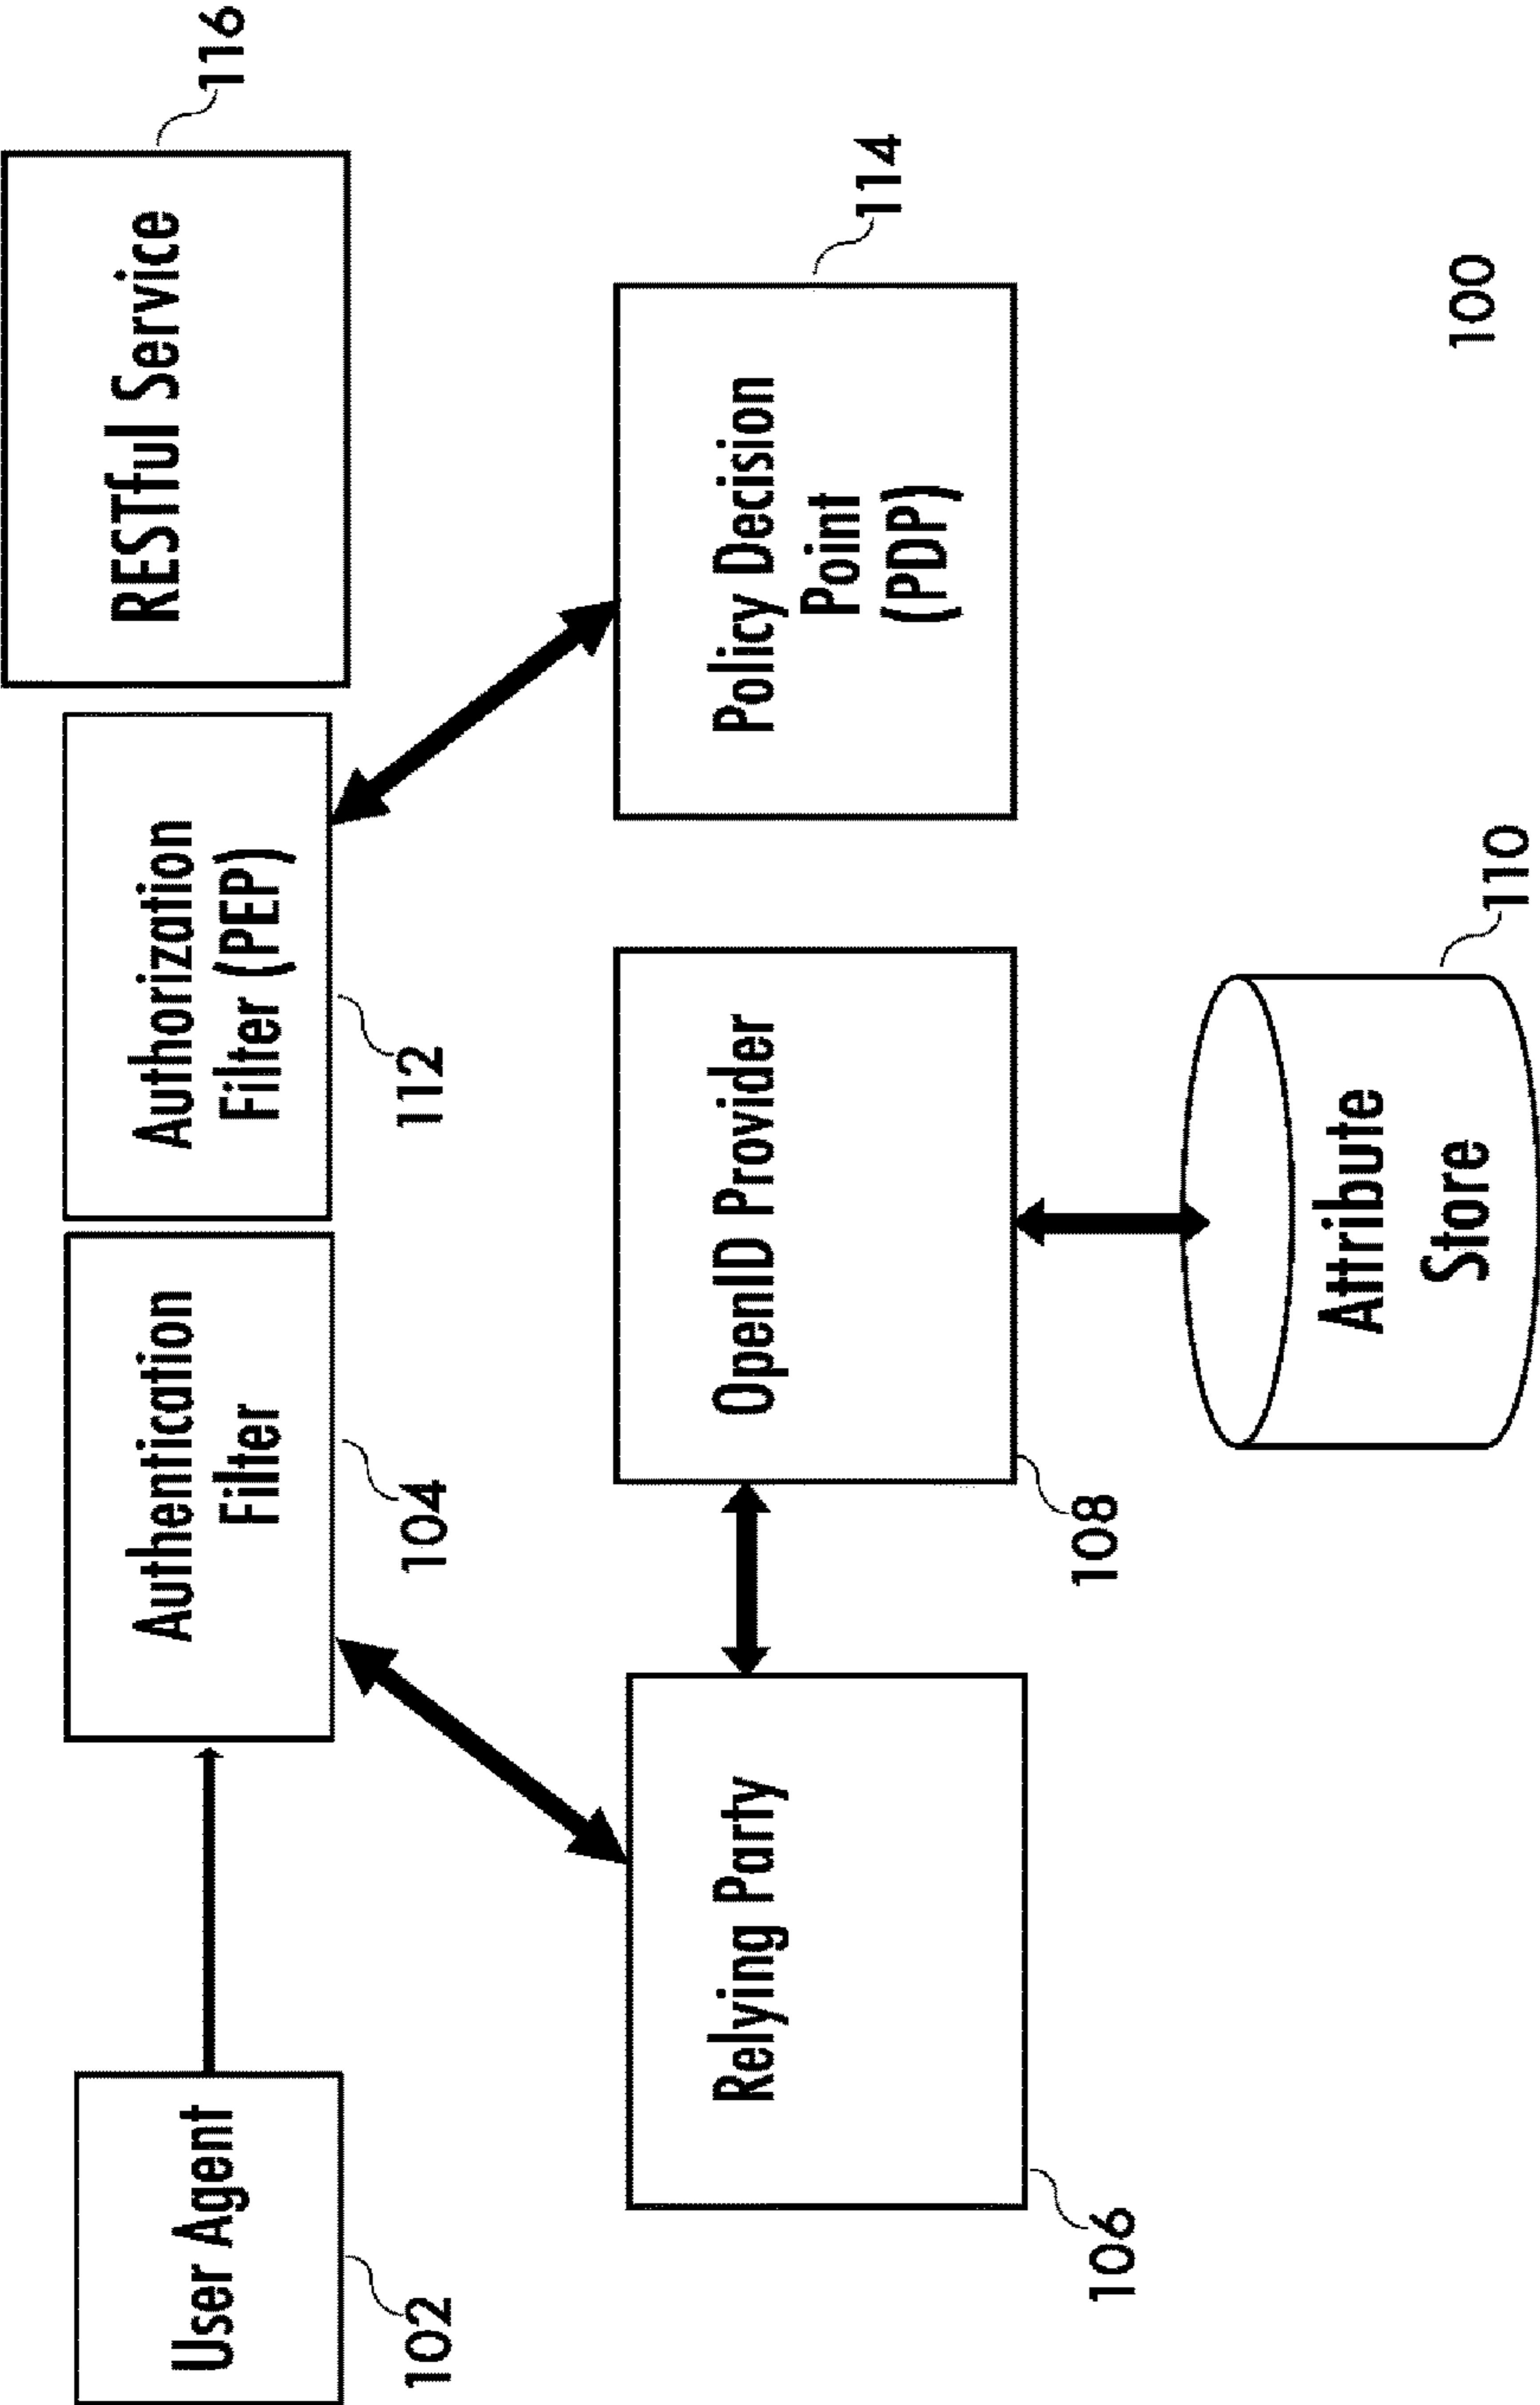 User Agent
102
Authentication
Filter
104
Authorization
Filter (PEP)
112
RESTful Service
116
Relying Party
106
OpenID Provider
108
Policy Decision
Point
(PDP)
114
Attribute
Store
110
100